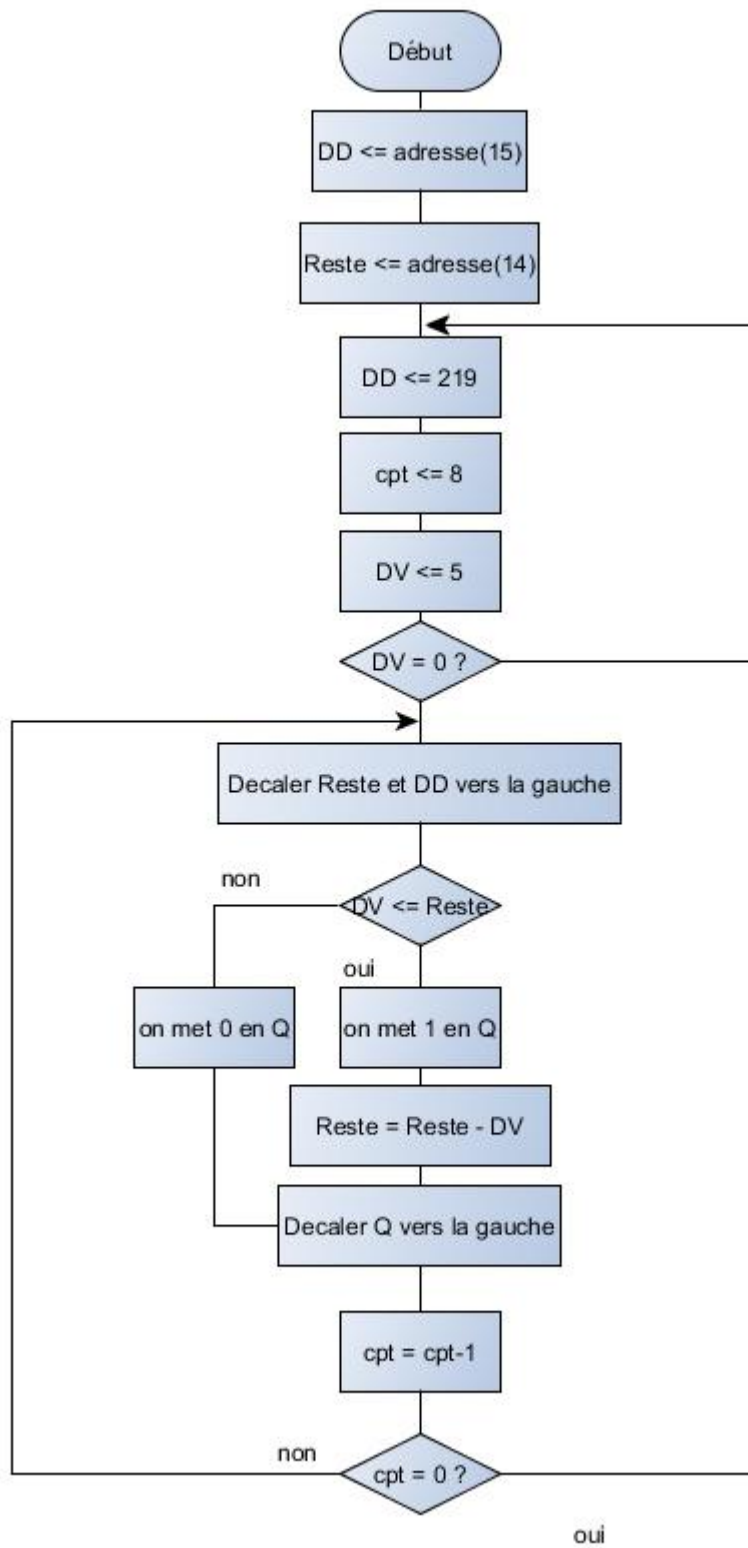 Début
DD <= adresse(15)
Reste <= adresse(14)
DD <= 219
cpt <= 8
DV <= 5
DV = 0 ?
Decaler Reste et DD vers la gauche
non
DV <= Reste
oui
on met 0 en Q
on met 1 en Q
Reste = Reste - DV
Decaler Q vers la gauche
cpt = cpt-1
non
cpt = 0 ?
oui